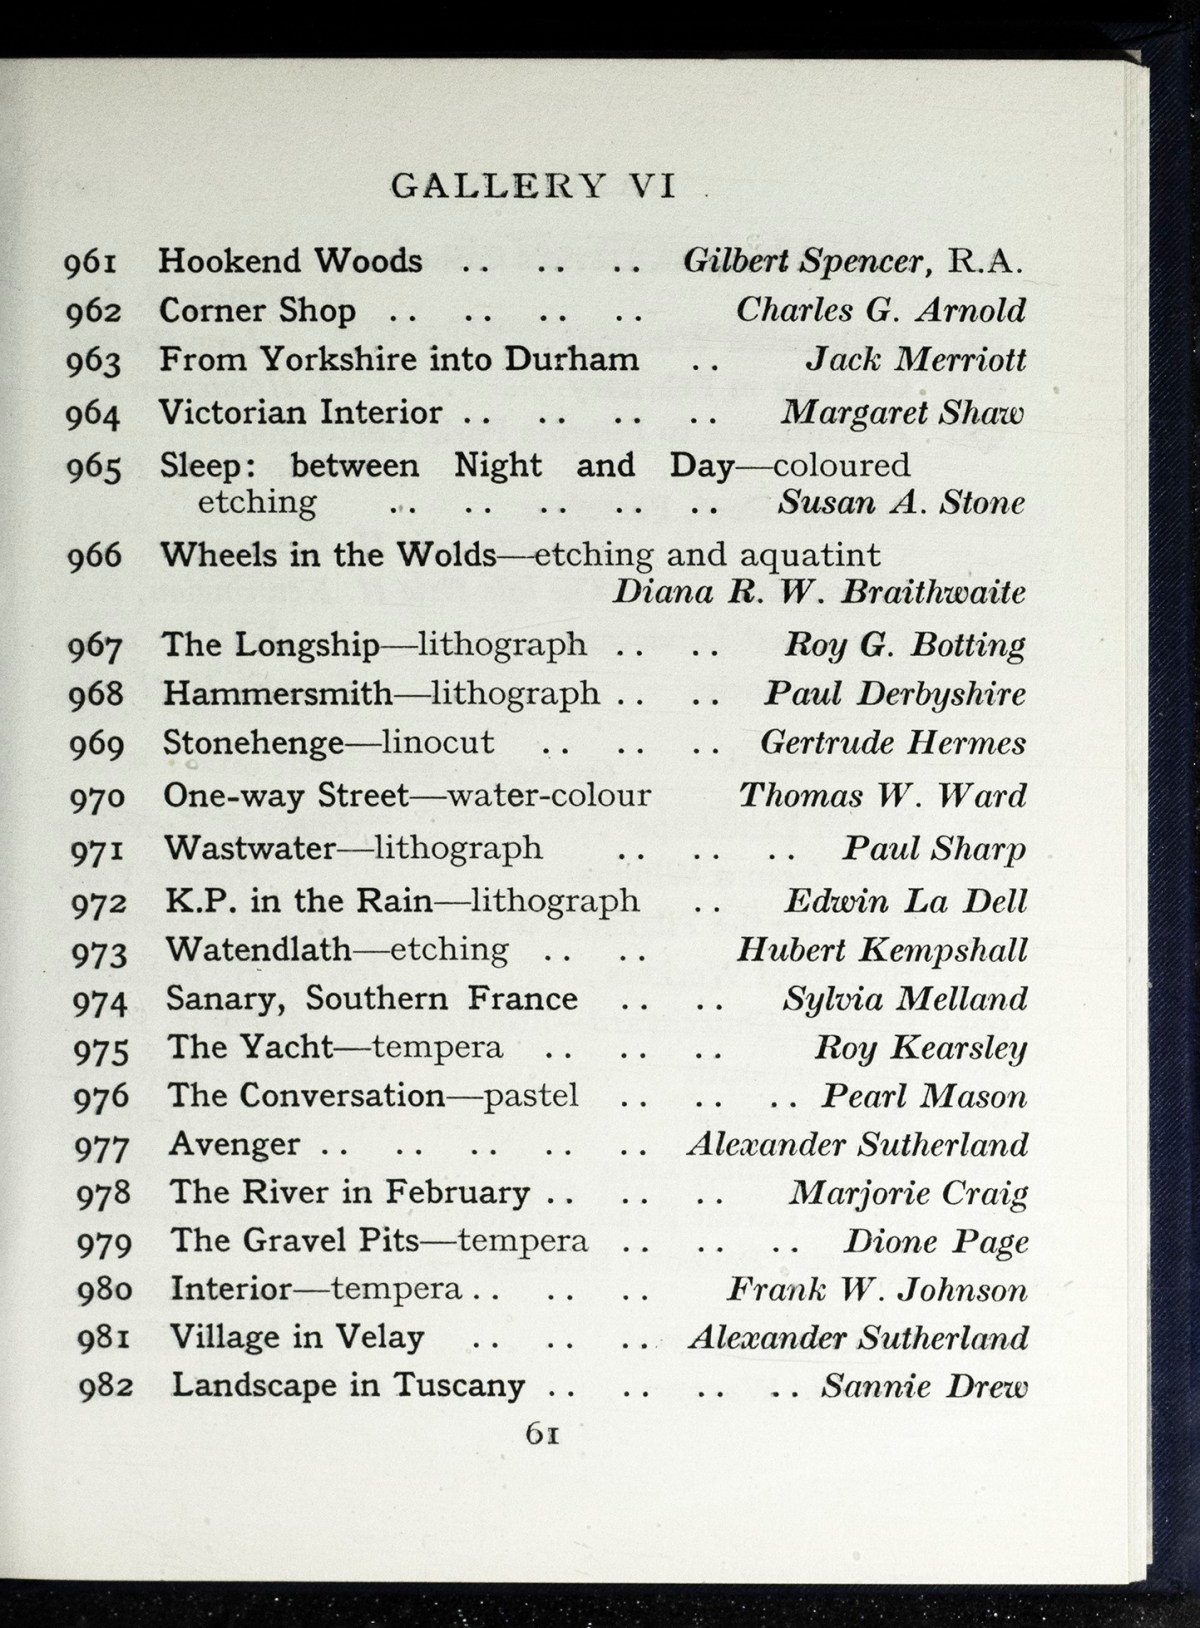 GALLERY VI
961 Hookend Woods .. .. .. Gilbert Spencer, R.A.
962 Corner Shop .. .. .. .. Charles G. Arnold
963 From Yorkshire into Durham .. Jack Merriott
964 Victorian Interior .. .. .. .. Margaret Shaw
965 Sleep: between Night and Day—coloured
etching .. .. .. .. .. Susan A. Stone
966 Wheels in the Wolds—etching and aquatint
Diana R. W. Braithwaite
967 The Longship—lithograph .. .. Roy G. Botting
968 Hammersmith—lithograph .. .. Paul Derbyshire
969 Stonehenge—linocut .. .. .. Gertrude Hermes
970 One-way Street—water-colour Thomas W. Ward
971 Wastwater—lithograph .. .. .. Paul Sharp
972 K.P. in the Rain—lithograph .. Edwin La Dell
973 Watendlath—etching .. .. Hubert Kempshall
974 Sanary, Southern France .. .. Sylvia Melland
975 The Yacht—tempera .. .. .. Roy Kearsley
976 The Conversation—pastel .. .. .. Pearl Mason
977 Avenger .. .. .. .. .. Alexander Sutherland
978 The River in February .. .. .. Marjorie Craig
979 The Gravel Pits—tempera .. .. .. Dione Page
980 Interior—tempera .. .. .. Frank W. Johnson
981 Village in Velay .. .. .. Alexander Sutherland
982 Landscape in Tuscany .. .. .. .. Sannie Drew
61